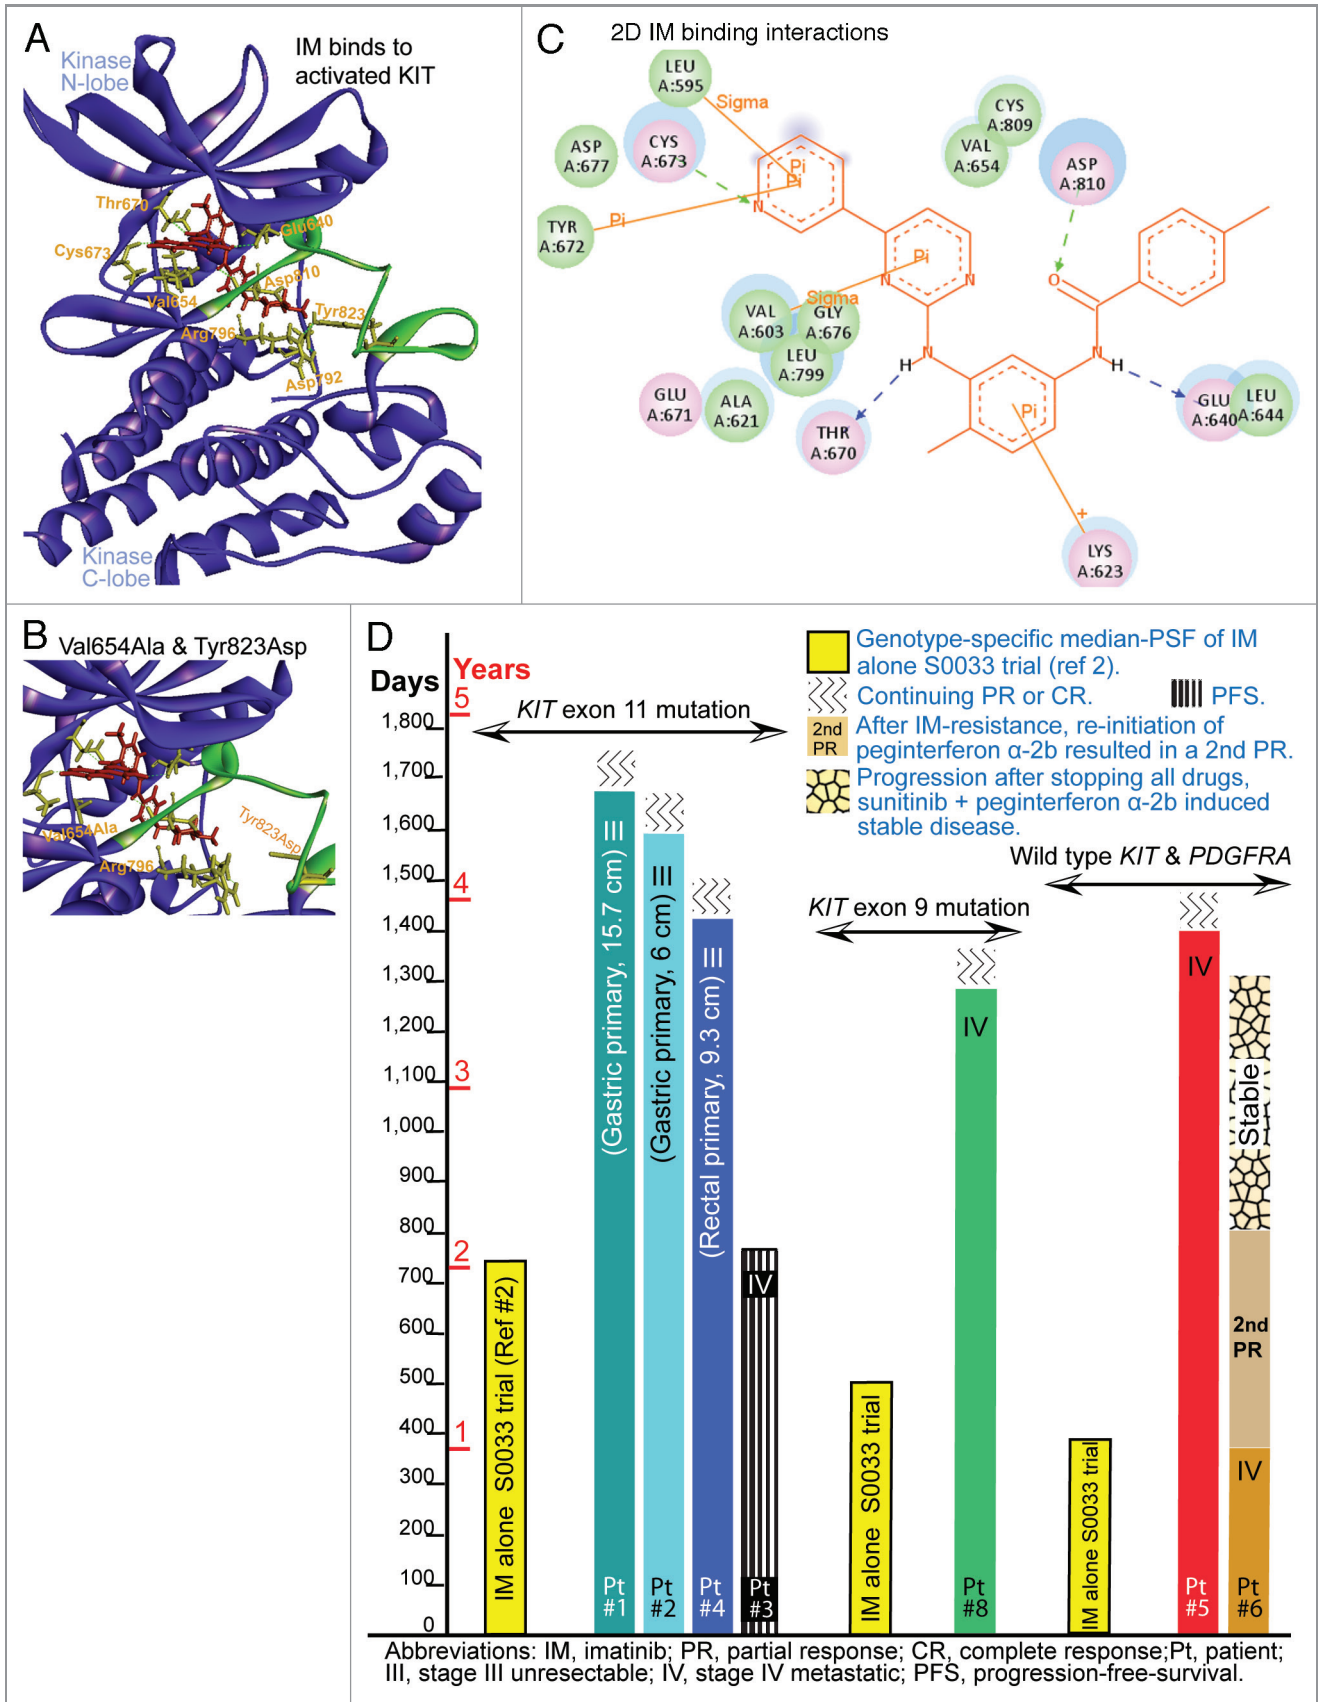 A
IM binds to
activated KIT
Kinase
N-lobe
Thr670
Glu640
Cys673
Asp810
Val654
Tyr823
Arg796
Asp792
Kinase
C-lobe
C
2D IM binding interactions
LEU
A:595
Sigma
CYS
A:809
ASP
A:677
CYS
A:673
VAL
A:654
ASP
A:810
Pi
Pi
N
TYR
A:672
Pi
Pi
N
N
O
Sigma
VAL
A:603
GLY
A:676
LEU
A:799
H
N
N
H
GLU
A:671
ALA
A:621
THR
A:670
Pi
GLU
A:640
LEU
A:644
+
LYS
A:623
B
Val654Ala & Tyr823Asp
Val654Ala
Tyr823Asp
Arg796
D
Days
Years
5
4
3
2
1
1,800
1,700
1,600
1,500
1,400
1,300
1,200
1,100
1,000
900
800
700
600
500
400
300
200
100
0
Genotype-specific median-PSF of IM
alone S0033 trial (ref 2).
Continuing PR or CR.
PFS.
2nd
PR
After IM-resistance, re-initiation of
peginterferon α-2b resulted in a 2nd PR.
Progression after stopping all drugs,
sunitinib + peginterferon α-2b induced
stable disease.
KIT exon 11 mutation
KIT exon 9 mutation
Wild type KIT & PDGFRA
IM alone S0033 trial (Ref #2)
(Gastric primary, 15.7 cm) III
Pt
#1
(Gastric primary, 6 cm) III
Pt
#2
(Rectal primary, 9.3 cm) III
Pt
#4
IV
Pt
#3
IM alone S0033 trial
IV
Pt
#8
IM alone S0033 trial
IV
Pt
#5
Stable
2nd
PR
IV
Pt
#6
Abbreviations: IM, imatinib; PR, partial response; CR, complete response;Pt, patient;
III, stage III unresectable; IV, stage IV metastatic; PFS, progression-free-survival.